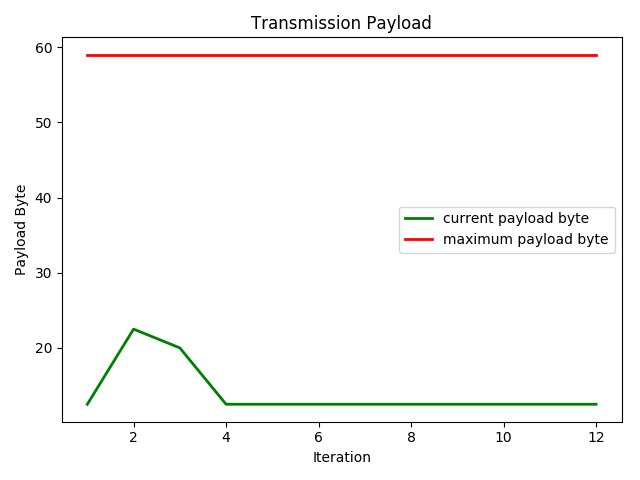 Transmission Payload
60
50
40
30
20
Payload Byte
current payload byte
maximum payload byte
2 4 6 8 10 12
Iteration